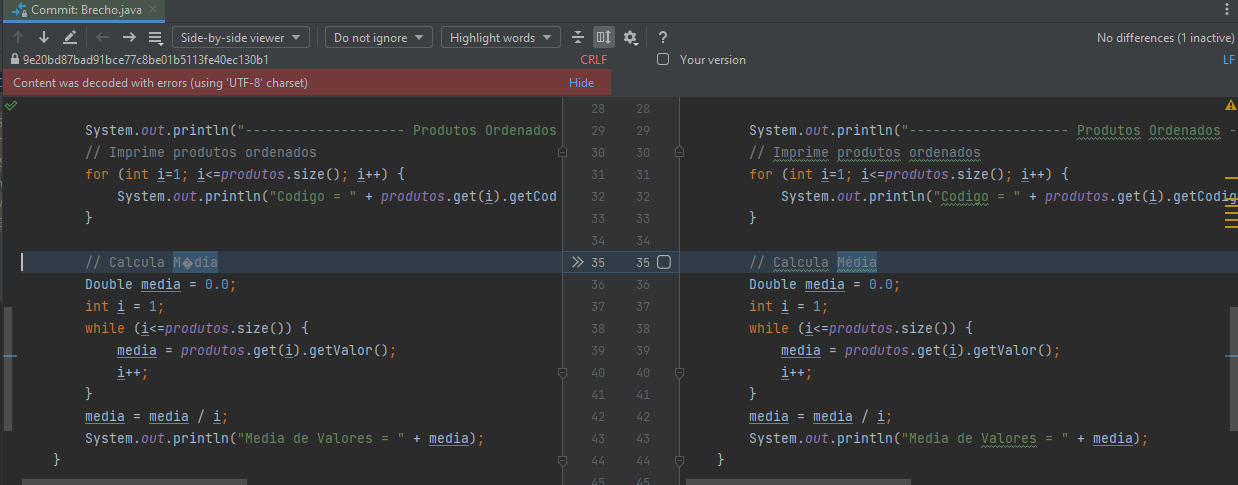 Commit: Brecho.java
Side-by-side viewer Do not ignore Highlight words ? No differences (1 inactive)
9e20bd87bad91bce77c8be01b5113fe40ec130b1 CRLF Your version LF
Content was decoded with errors (using 'UTF-8' charset) Hide
28 28
System.out.println("-------------------- Produtos Ordenados 29 29 System.out.println("-------------------- Produtos Ordenados -
// Imprime produtos ordenados 30 30 // Imprime produtos ordenados
for (int i=1; i<=produtos.size(); i++) { 31 31 for (int i=1; i<=produtos.size(); i++) {
System.out.println("Codigo = " + produtos.get(i).getCod 32 32 System.out.println("Codigo = " + produtos.get(i).getCodig
} 33 33 }
34 34
// Calcula M�dia 35 35 // Calcula Média
Double media = 0.0; 36 36 Double media = 0.0;
int i = 1; 37 37 int i = 1;
while (i<=produtos.size()) { 38 38 while (i<=produtos.size()) {
media = produtos.get(i).getValor(); 39 39 media = produtos.get(i).getValor();
i++; 40 40 i++;
} 41 41 }
media = media / i; 42 42 media = media / i;
System.out.println("Media de Valores = " + media); 43 43 System.out.println("Media de Valores = " + media);
} 44 44 }
45 45